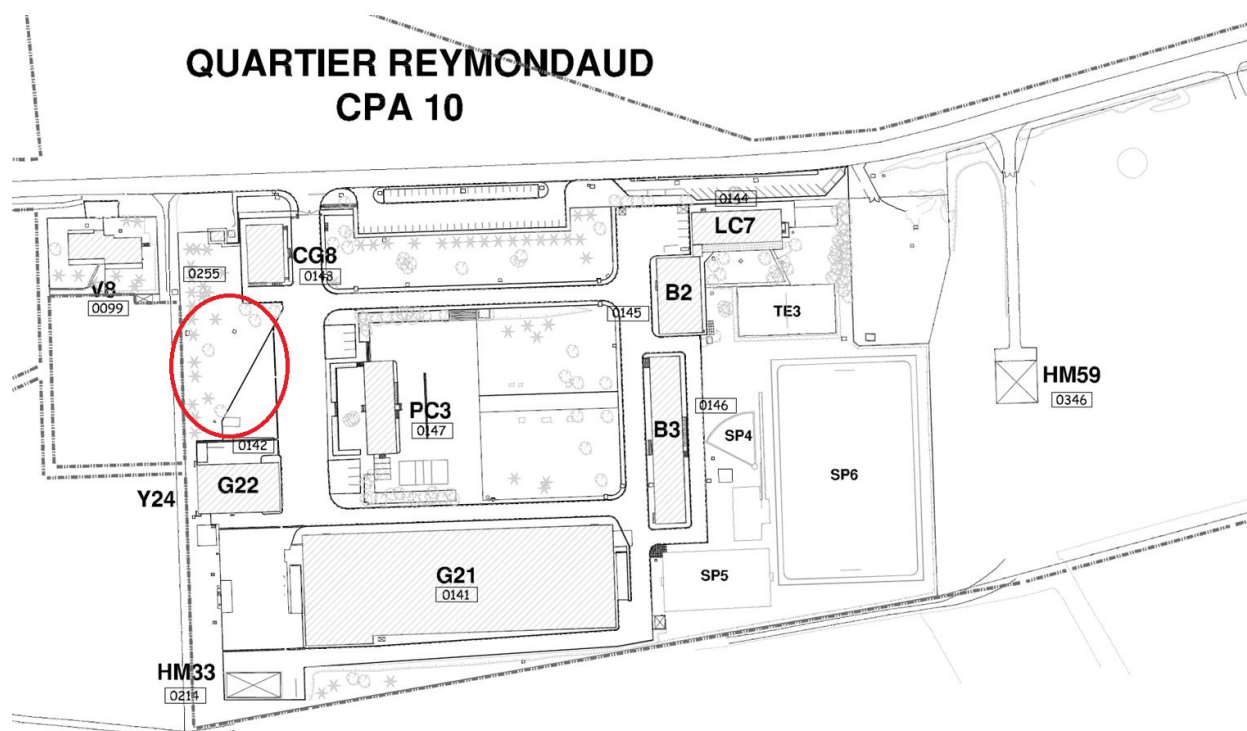 QUARTIER REYMONDAUD
CPA 10
0144
LC7
CG8
0143
0255
V8
0099
B2
0145
TE3
HM59
0346
PC3
0147
B3
0146
SP4
SP6
0142
G22
Y24
G21
0141
SP5
HM33
0214